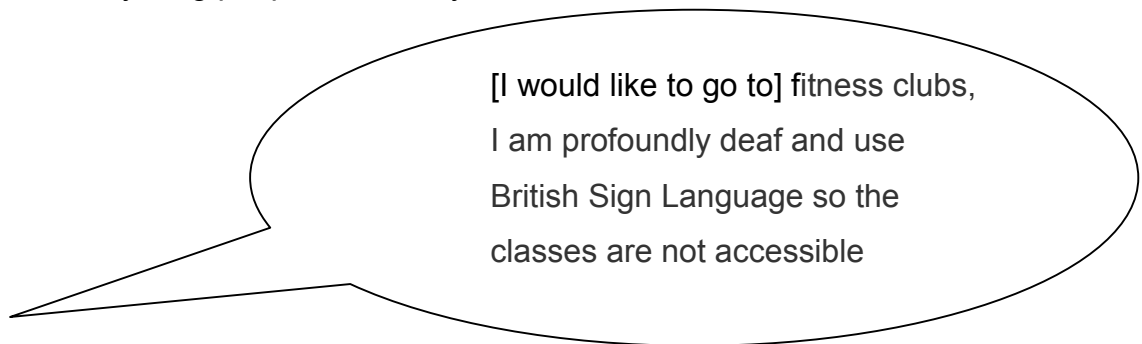 [I would like to go to] fitness clubs,
I am profoundly deaf and use
British Sign Language so the
classes are not accessible